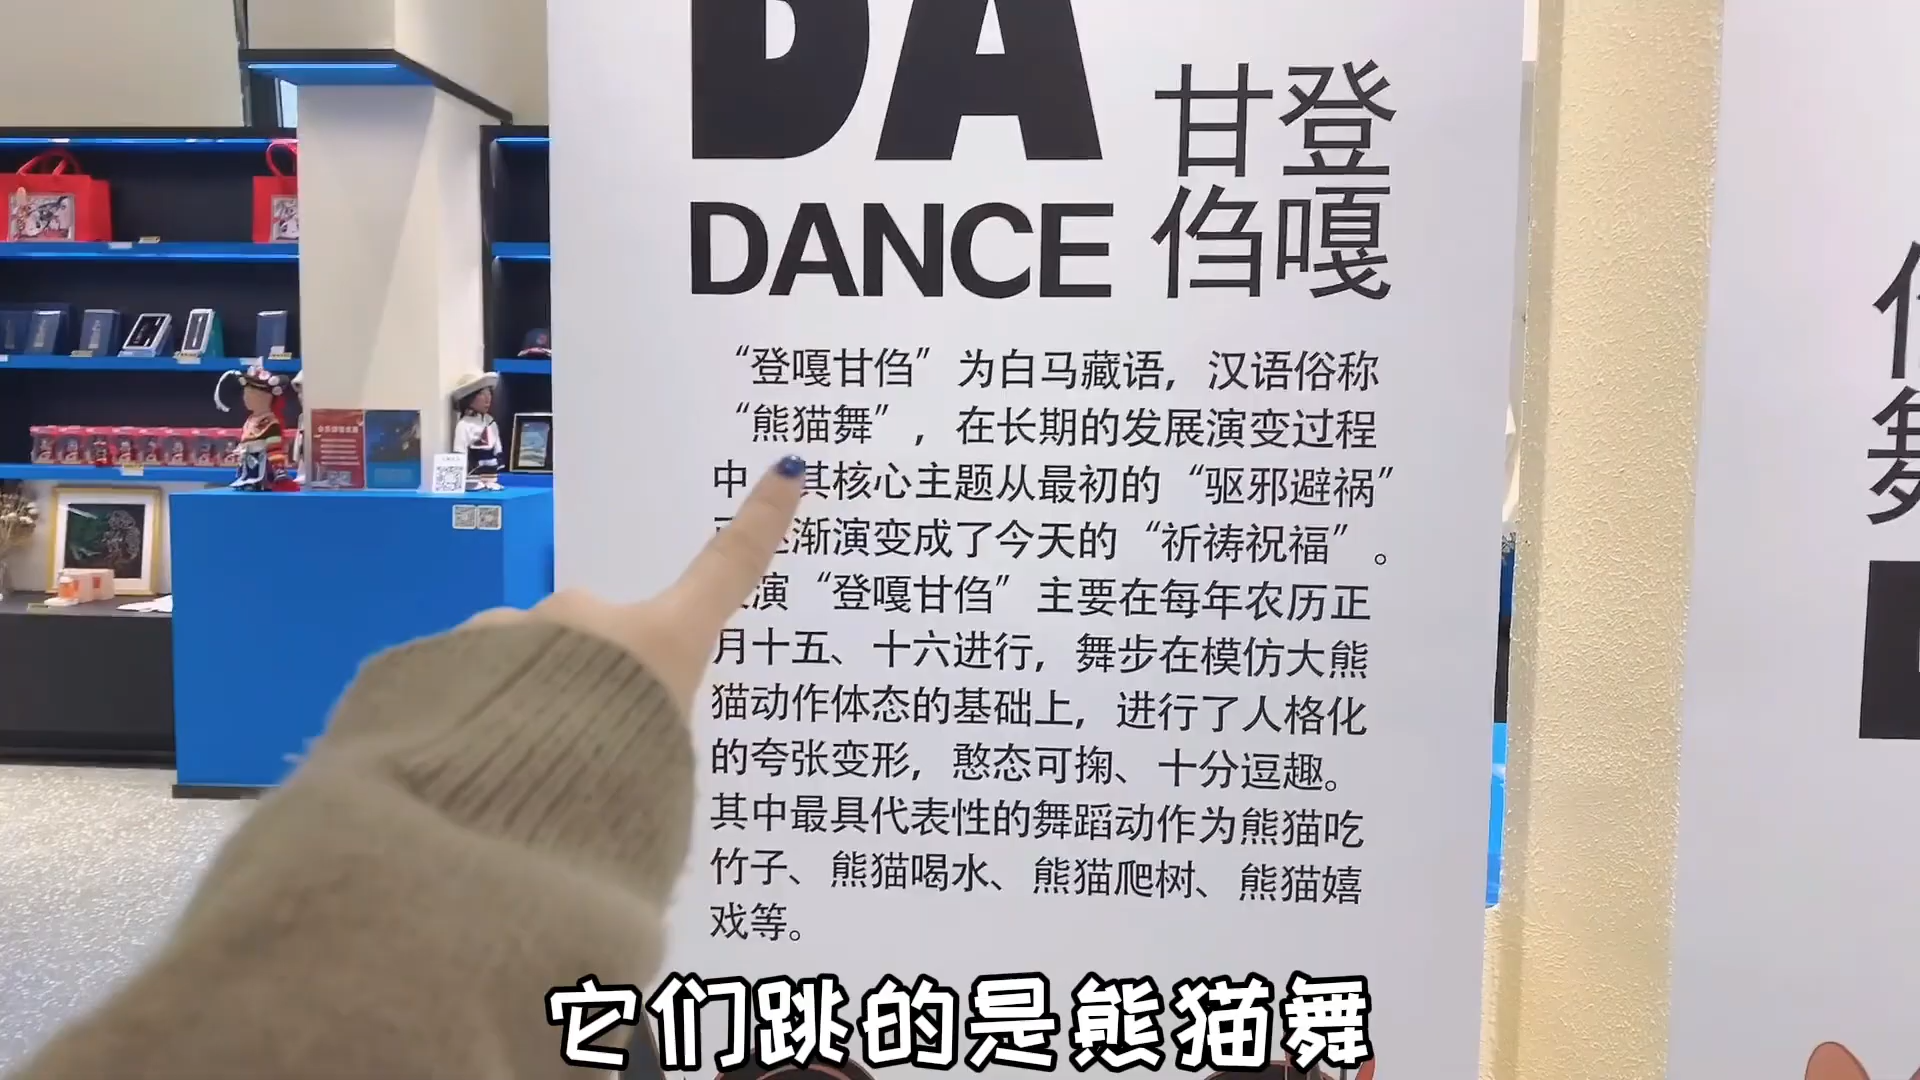 DA
DANCE
登嘎
甘㑇
“登嘎甘㑇”为白马藏语，汉语俗称
“熊猫舞”，在长期的发展演变过程
中 其核心主题从最初的“驱邪避祸”
渐演变成了今天的“祈祷祝福”。
演“登嘎甘㑇”主要在每年农历正
月十五、十六进行，舞步在模仿大熊
猫动作体态的基础上，进行了人格化
的夸张变形，憨态可掬、十分逗趣。
其中最具代表性的舞蹈动作为熊猫吃
竹子、熊猫喝水、熊猫爬树、熊猫嬉
戏等。
它们跳的是熊猫舞